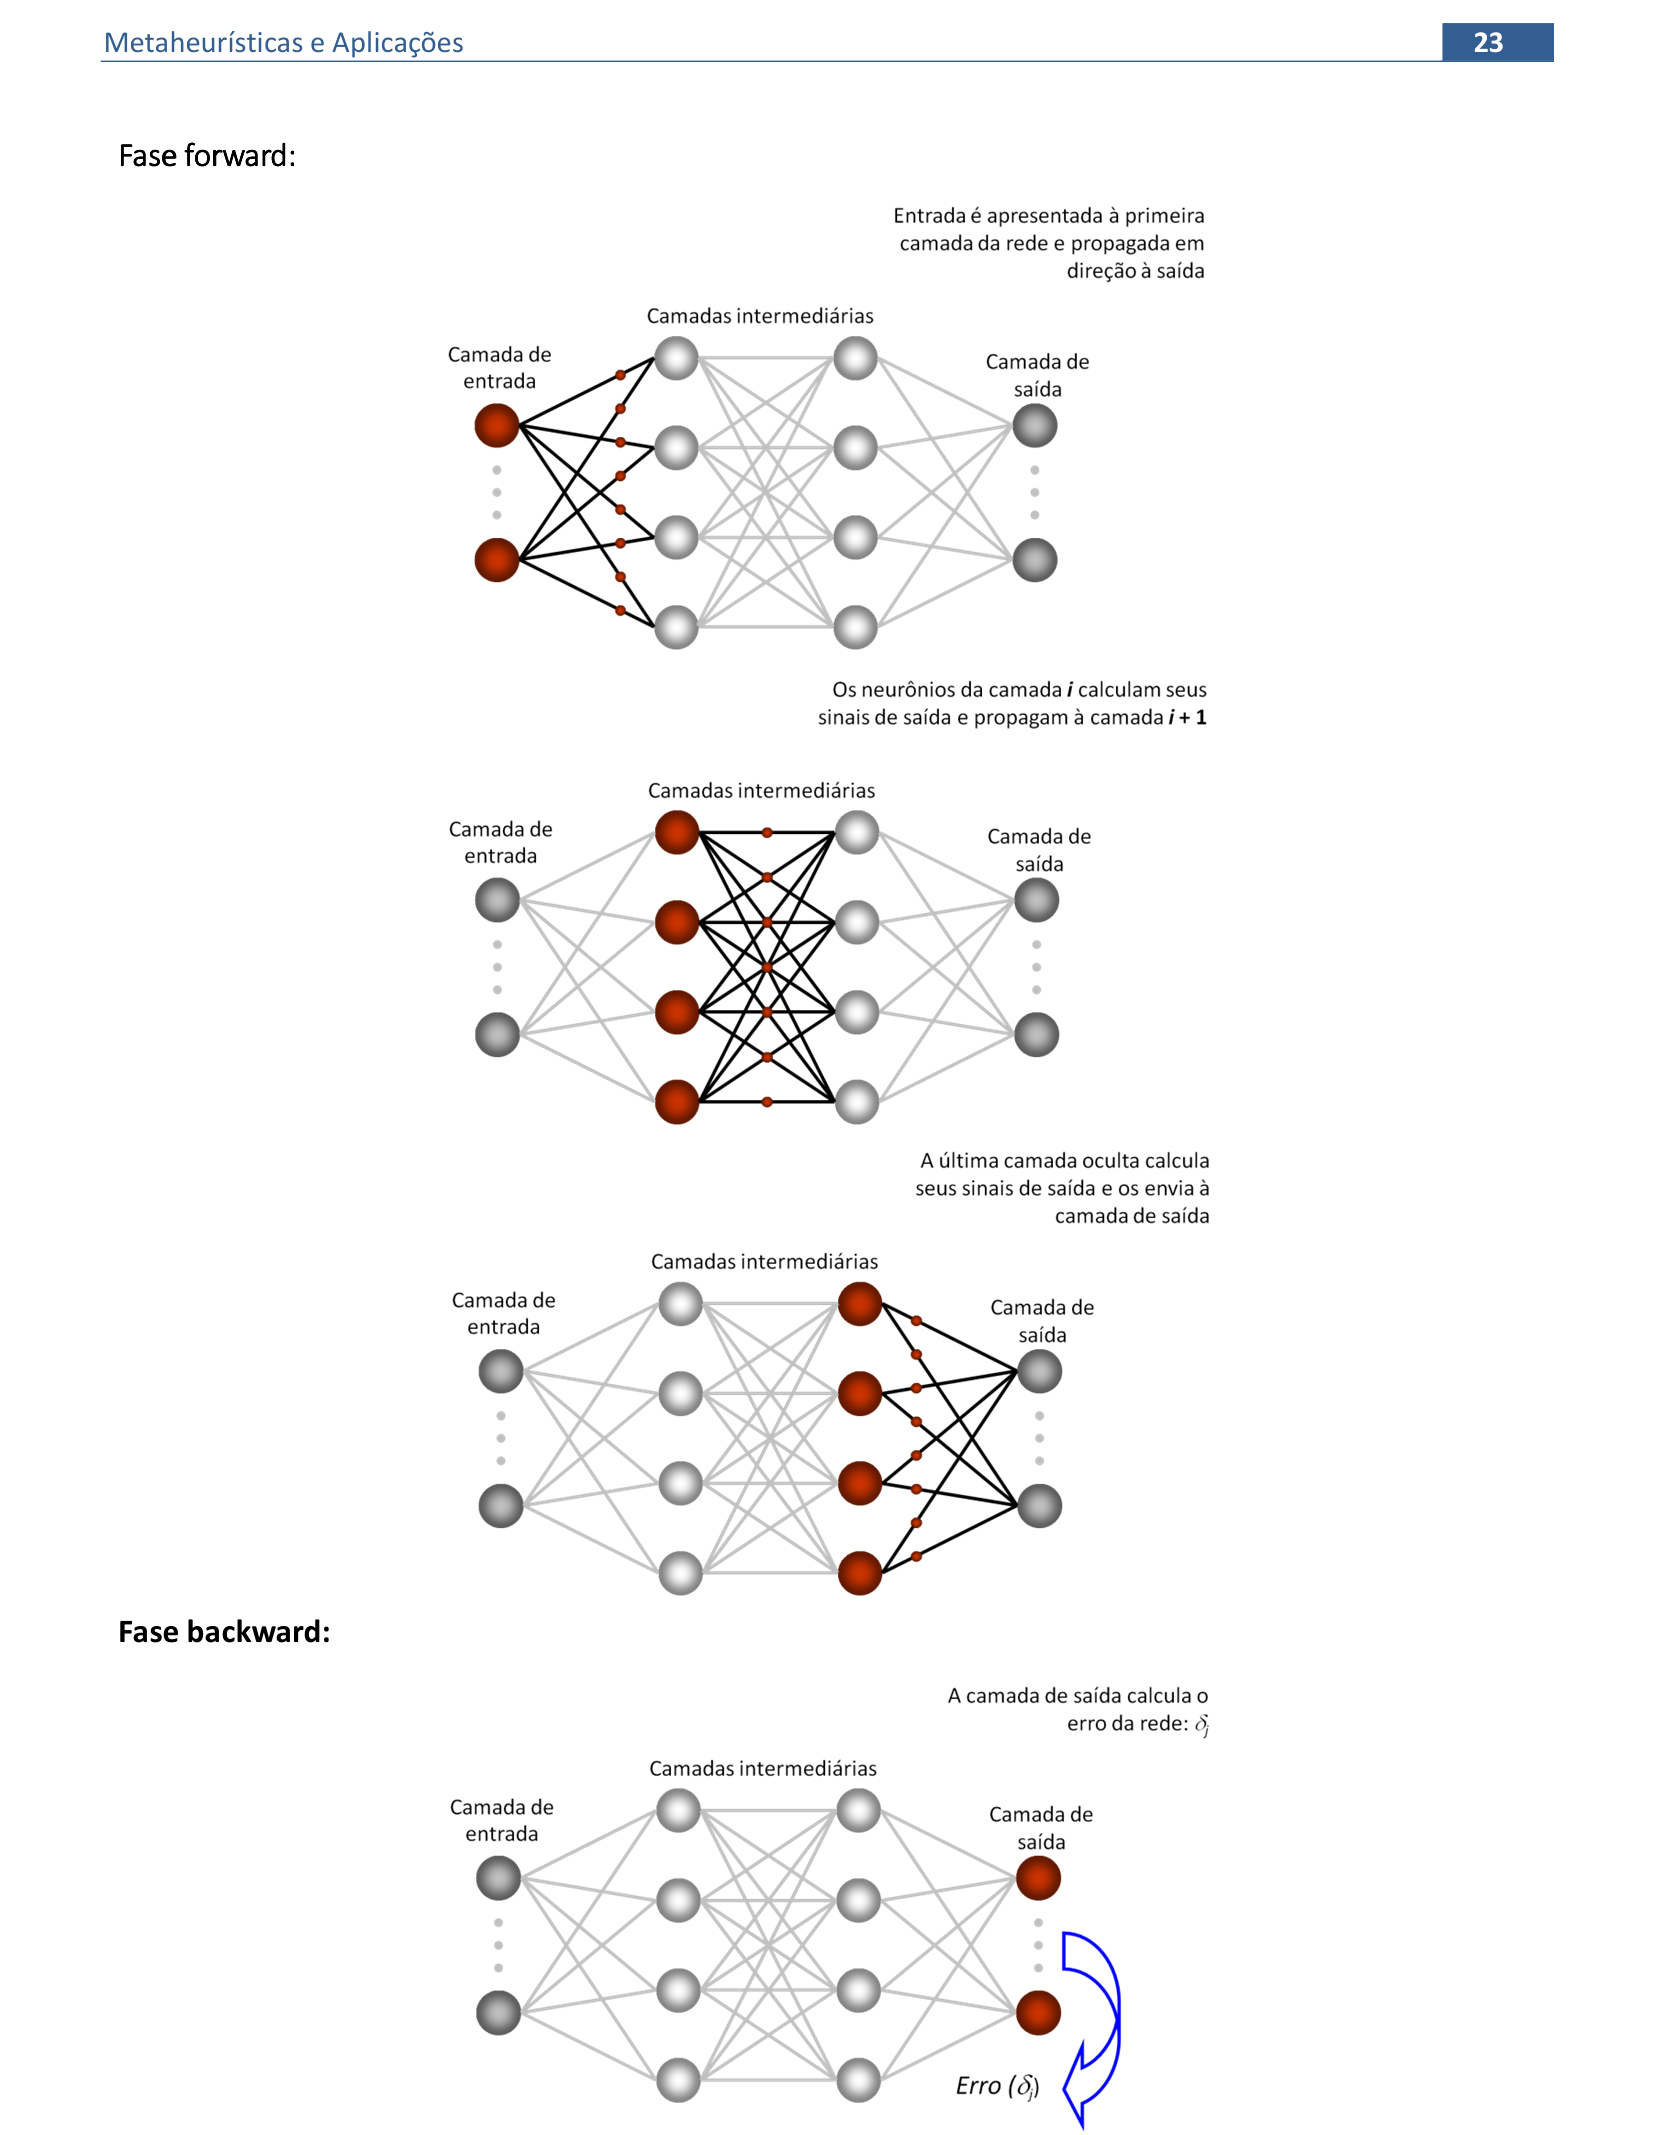 Metaheurísticas e Aplicações
23
Fase forward:
Entrada é apresentada à primeira
camada da rede e propagada em
direção à saída
Camadas intermediárias
Camada de
entrada
Camada de
saída
Os neurônios da camada i calculam seus
sinais de saída e propagam à camada i + 1
Camadas intermediárias
Camada de
entrada
Camada de
saída
A última camada oculta calcula
seus sinais de saída e os envia à
camada de saída
Camadas intermediárias
Camada de
entrada
Camada de
saída
Fase backward:
A camada de saída calcula o
erro da rede: δj
Camadas intermediárias
Camada de
entrada
Camada de
saída
Erro (δj)